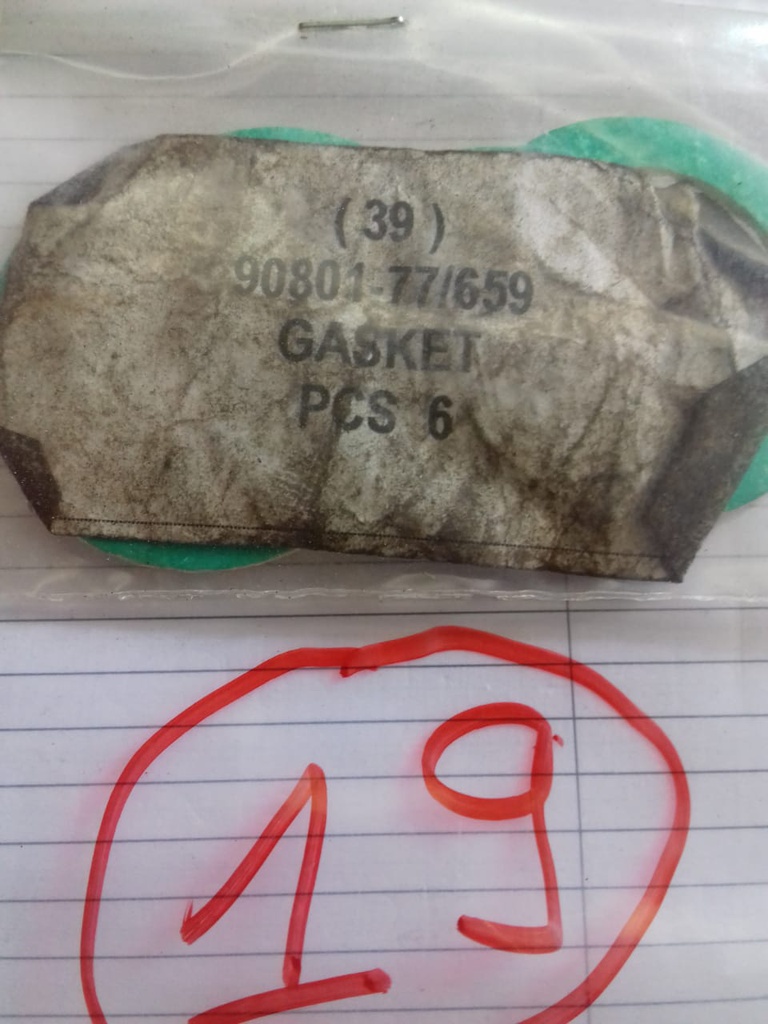 ( 39 )
90801-77/659
GASKET
PCS 6
19